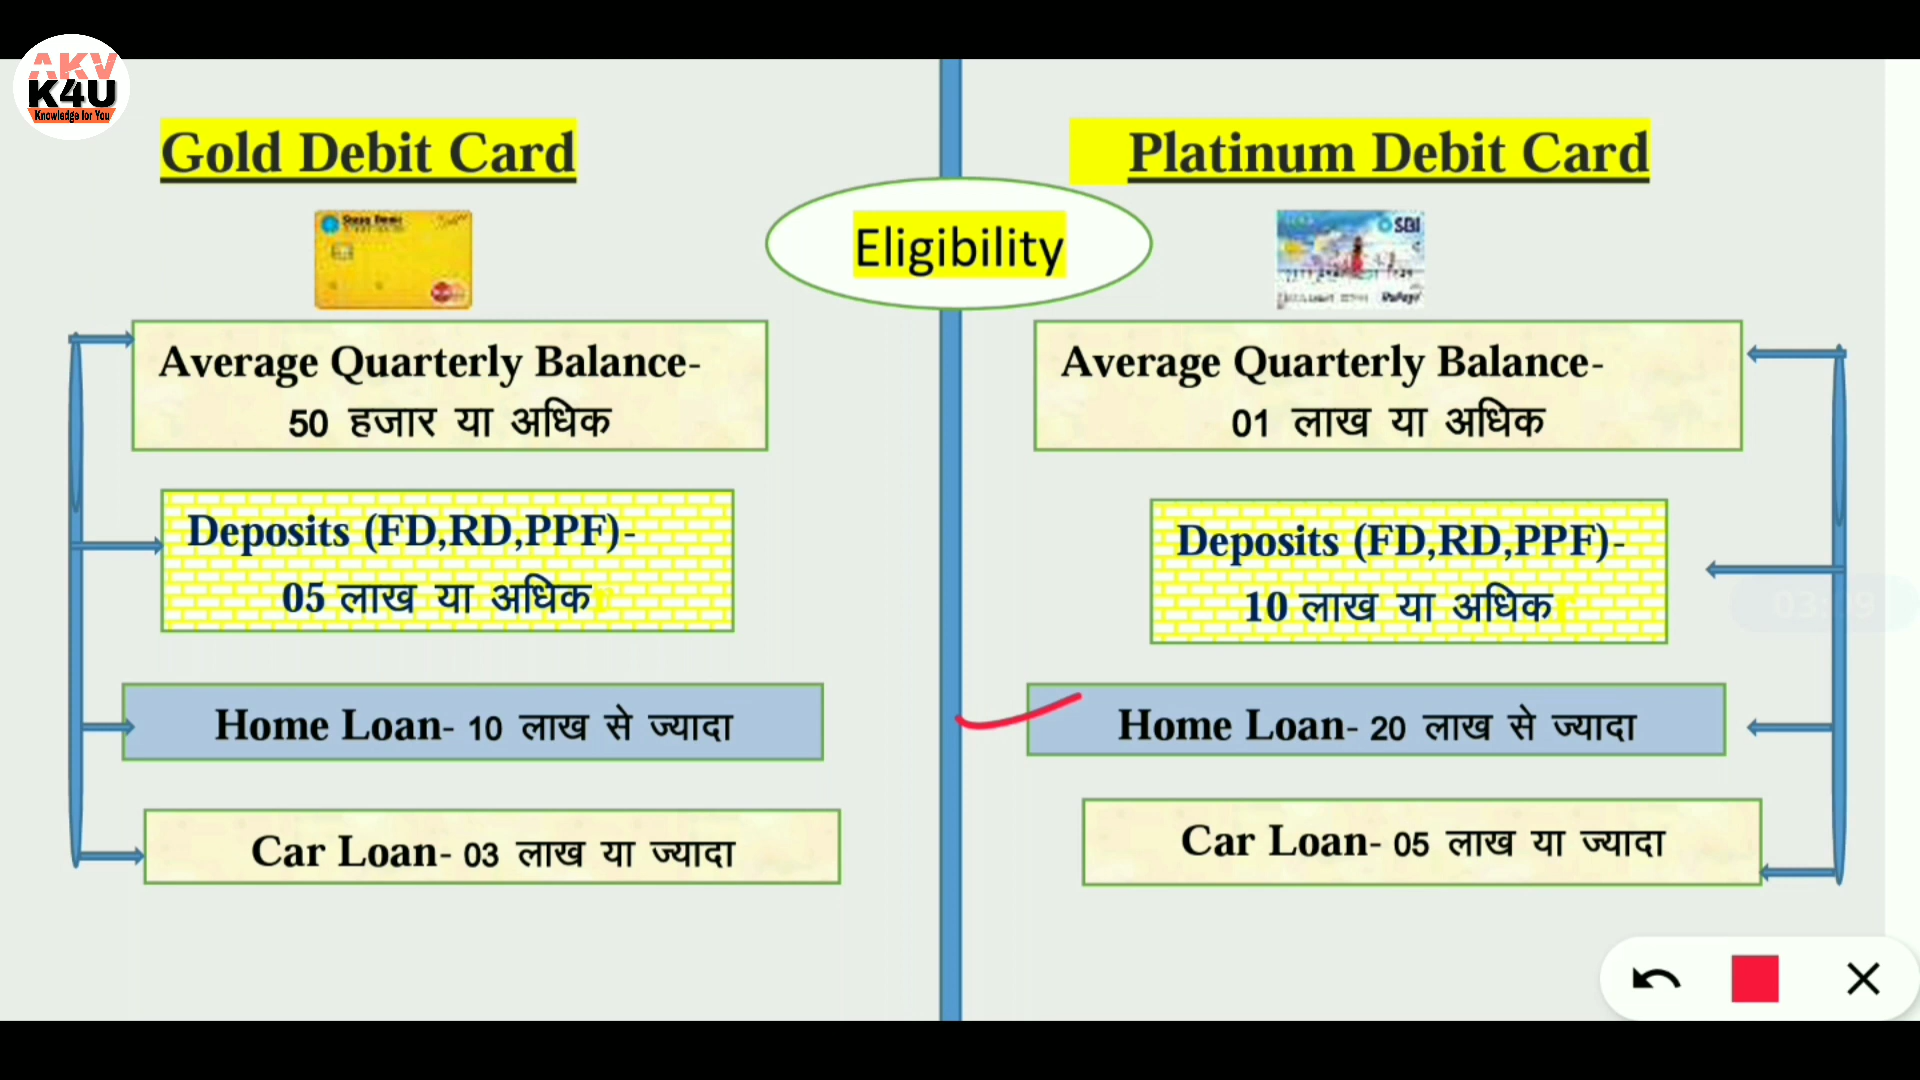 AKV
K4U
Knowledge for You
Gold Debit Card
Platinum Debit Card
Eligibility
SBI
RuPay
Average Quarterly Balance-
50 हजार या अधिक
Average Quarterly Balance-
01 लाख या अधिक
Deposits (FD,RD,PPF)-
05 लाख या अधिक
Deposits (FD,RD,PPF)-
10 लाख या अधिक
Home Loan- 10 लाख से ज्यादा
Home Loan- 20 लाख से ज्यादा
Car Loan- 03 लाख या ज्यादा
Car Loan- 05 लाख या ज्यादा